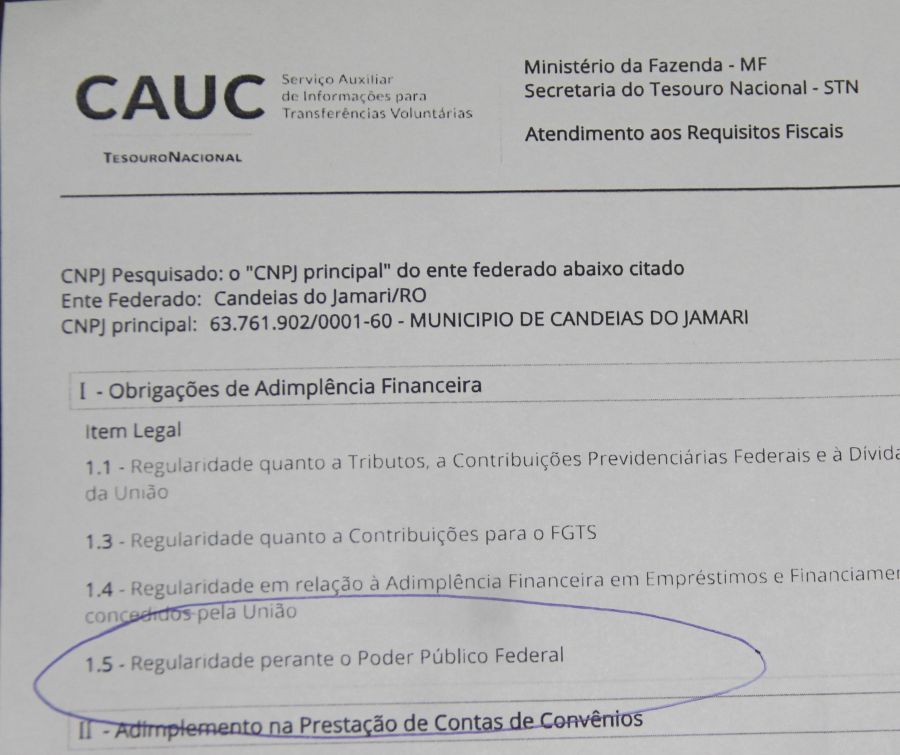 CAUC
Serviço Auxiliar
de Informações para
Transferências Voluntárias
TESOURONACIONAL
Ministério da Fazenda - MF
Secretaria do Tesouro Nacional - STN
Atendimento aos Requisitos Fiscais
CNPJ Pesquisado: o "CNPJ principal" do ente federado abaixo citado
Ente Federado: Candeias do Jamari/RO
CNPJ principal: 63.761.902/0001-60 - MUNICIPIO DE CANDEIAS DO JAMARI
I - Obrigações de Adimplência Financeira
Item Legal
1.1 - Regularidade quanto a Tributos, a Contribuições Previdenciárias Federais e à Dívida
da União
1.3 - Regularidade quanto a Contribuições para o FGTS
1.4 - Regularidade em relação à Adimplência Financeira em Empréstimos e Financiame
concedidos pela União
1.5 - Regularidade perante o Poder Público Federal
II - Adimplemento na Prestação de Contas de Convênios